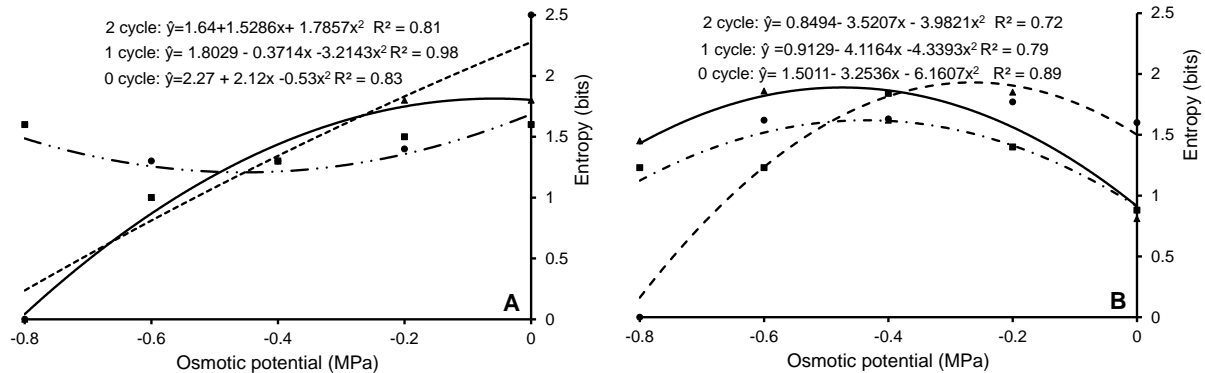 2 cycle: ŷ=1.64+1.5286x+ 1.7857x² R² = 0.81
1 cycle: ŷ= 1.8029 - 0.3714x -3.2143x² R² = 0.98
0 cycle: ŷ=2.27 + 2.12x -0.53x² R² = 0.83
2.5
2
1.5
1
0.5
0
Entropy (bits)
A
-0.8
-0.6
-0.4
-0.2
0
Osmotic potential (MPa)
2 cycle: ŷ= 0.8494- 3.5207x - 3.9821x² R² = 0.72
1 cycle: ŷ =0.9129- 4.1164x -4.3393x² R² = 0.79
0 cycle: ŷ= 1.5011- 3.2536x - 6.1607x² R² = 0.89
2.5
2
1.5
1
0.5
0
Entropy (bits)
B
-0.8
-0.6
-0.4
-0.2
0
Osmotic potential (MPa)